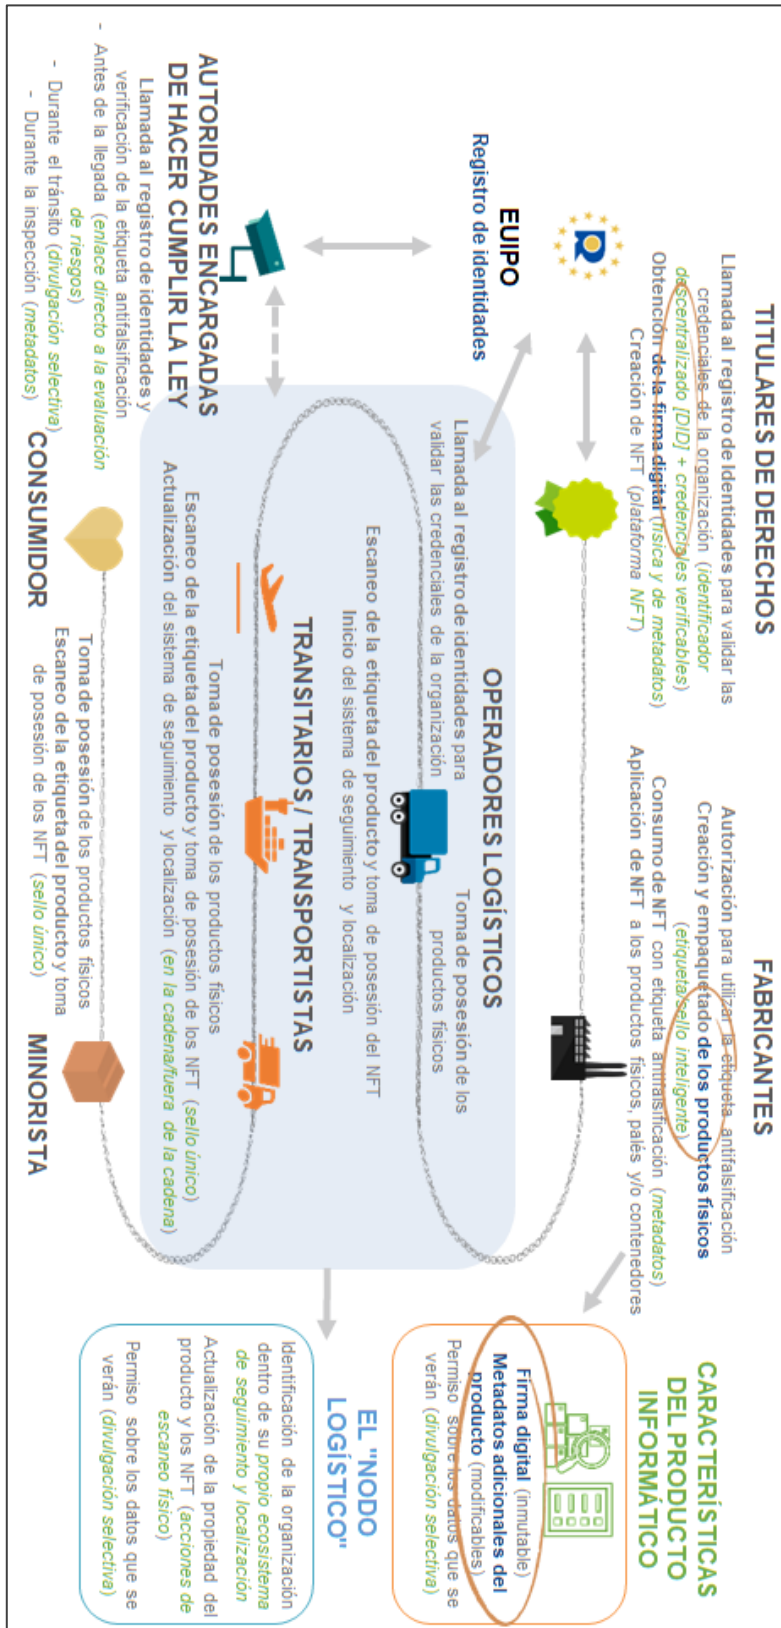 TITULARES DE DERECHOS
Llamada al registro de Identidades para validar las
credenciales de la organización (identificador
descentralizado [DID] + credenciales verificables)
Obtención de la firma digital (física y de metadatos)
Creación de NFT (plataforma NFT)
FABRICANTES
Autorización para utilizar la etiqueta antifalsificación
Creación y empaquetado de los productos físicos
(etiqueta/sello inteligente)
Consumo de NFT con etiqueta antifalsificación (metadatos)
Aplicación de NFT a los productos físicos, palés y/o contenedores
CARACTERÍSTICAS
DEL PRODUCTO
INFORMÁTICO
Firma digital (inmutable)
Metadatos adicionales del
producto (modificables)
Permiso sobre los datos que se
verán (divulgación selectiva)
EUIPO
Registro de identidades
OPERADORES LOGÍSTICOS
Llamada al registro de identidades para
validar las credenciales de la organización
Toma de posesión de los
productos físicos
Escaneo de la etiqueta del producto y toma de posesión del NFT
Inicio del sistema de seguimiento y localización
TRANSITARIOS / TRANSPORTISTAS
Toma de posesión de los productos físicos
Escaneo de la etiqueta del producto y toma de posesión de los NFT (sello único)
Actualización del sistema de seguimiento y localización (en la cadena/fuera de la cadena)
EL "NODO
LOGÍSTICO"
Identificación de la organización
dentro de su propio ecosistema
de seguimiento y localización
Actualización de la propiedad del
producto y los NFT (acciones de
escaneo físico)
Permiso sobre los datos que se
verán (divulgación selectiva)
AUTORIDADES ENCARGADAS
DE HACER CUMPLIR LA LEY
Llamada al registro de identidades y
verificación de la etiqueta antifalsificación
- Antes de la llegada (enlace directo a la evaluación
de riesgos)
- Durante el tránsito (divulgación selectiva)
- Durante la inspección (metadatos)
CONSUMIDOR
Toma de posesión de los productos físicos
Escaneo de la etiqueta del producto y toma
de posesión de los NFT (sello único)
MINORISTA